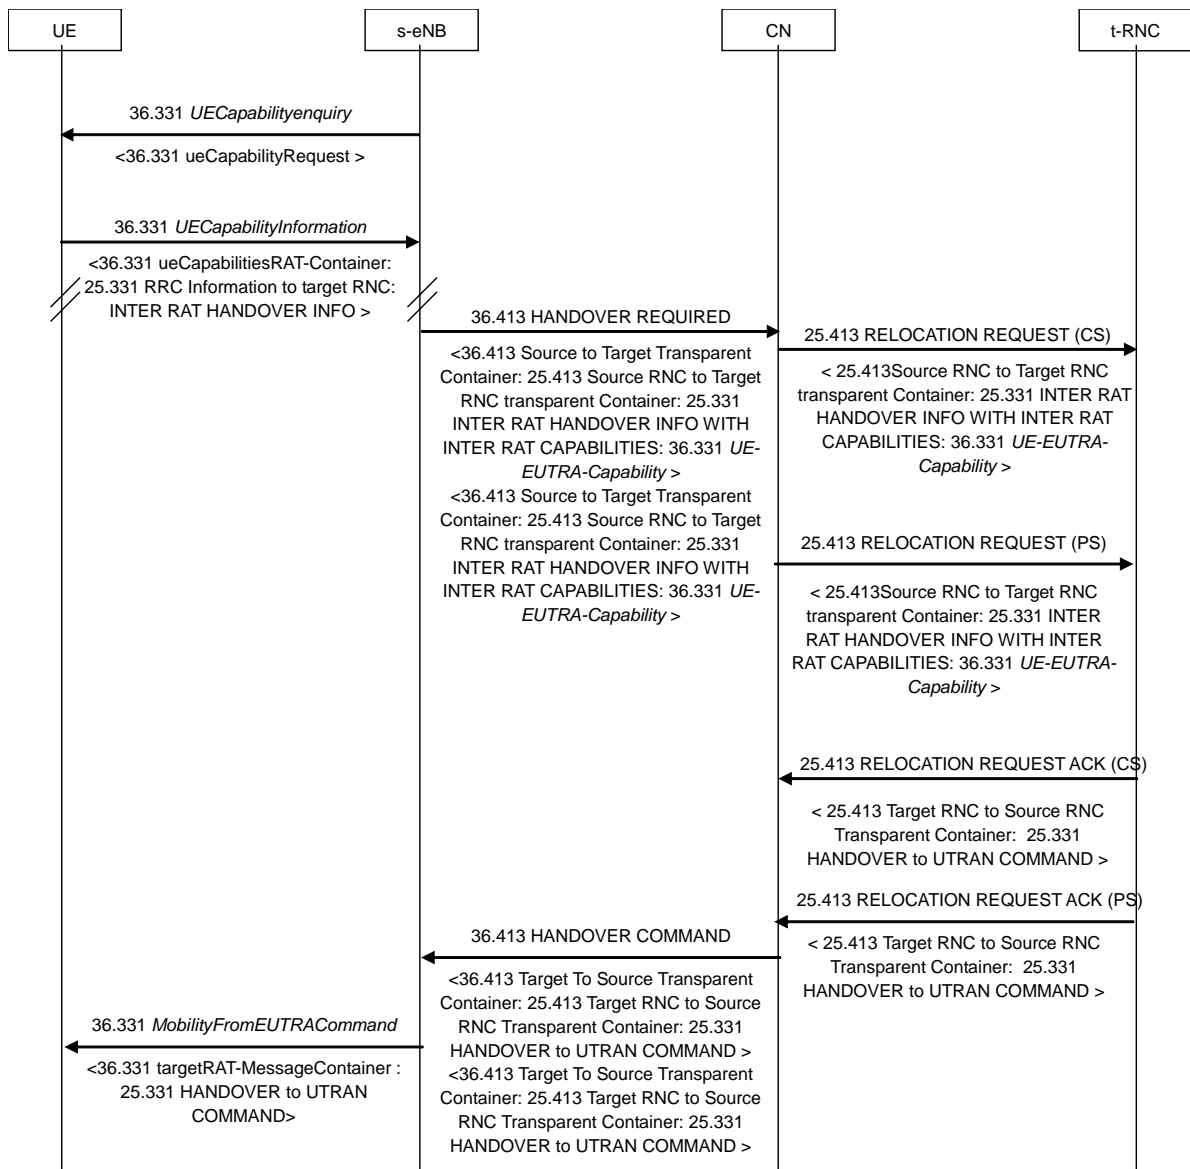 UE
s-eNB
CN
t-RNC
36.331 UECapabilityenquiry
<36.331 ueCapabilityRequest >
36.331 UECapabilityInformation
<36.331 ueCapabilitiesRAT-Container:
25.331 RRC Information to target RNC:
INTER RAT HANDOVER INFO >
36.413 HANDOVER REQUIRED
<36.413 Source to Target Transparent
Container: 25.413 Source RNC to Target
RNC transparent Container: 25.331
INTER RAT HANDOVER INFO WITH
INTER RAT CAPABILITIES: 36.331 UE-
EUTRA-Capability >
<36.413 Source to Target Transparent
Container: 25.413 Source RNC to Target
RNC transparent Container: 25.331
INTER RAT HANDOVER INFO WITH
INTER RAT CAPABILITIES: 36.331 UE-
EUTRA-Capability >
25.413 RELOCATION REQUEST (CS)
< 25.413Source RNC to Target RNC
transparent Container: 25.331 INTER RAT
HANDOVER INFO WITH INTER RAT
CAPABILITIES: 36.331 UE-EUTRA-
Capability >
25.413 RELOCATION REQUEST (PS)
< 25.413Source RNC to Target RNC
transparent Container: 25.331 INTER
RAT HANDOVER INFO WITH INTER
RAT CAPABILITIES: 36.331 UE-EUTRA-
Capability >
25.413 RELOCATION REQUEST ACK (CS)
< 25.413 Target RNC to Source RNC
Transparent Container: 25.331
HANDOVER to UTRAN COMMAND >
25.413 RELOCATION REQUEST ACK (PS)
< 25.413 Target RNC to Source RNC
Transparent Container: 25.331
HANDOVER to UTRAN COMMAND >
36.413 HANDOVER COMMAND
<36.413 Target To Source Transparent
Container: 25.413 Target RNC to Source
RNC Transparent Container: 25.331
HANDOVER to UTRAN COMMAND >
<36.413 Target To Source Transparent
Container: 25.413 Target RNC to Source
RNC Transparent Container: 25.331
HANDOVER to UTRAN COMMAND >
36.331 MobilityFromEUTRACommand
<36.331 targetRAT-MessageContainer :
25.331 HANDOVER to UTRAN
COMMAND>